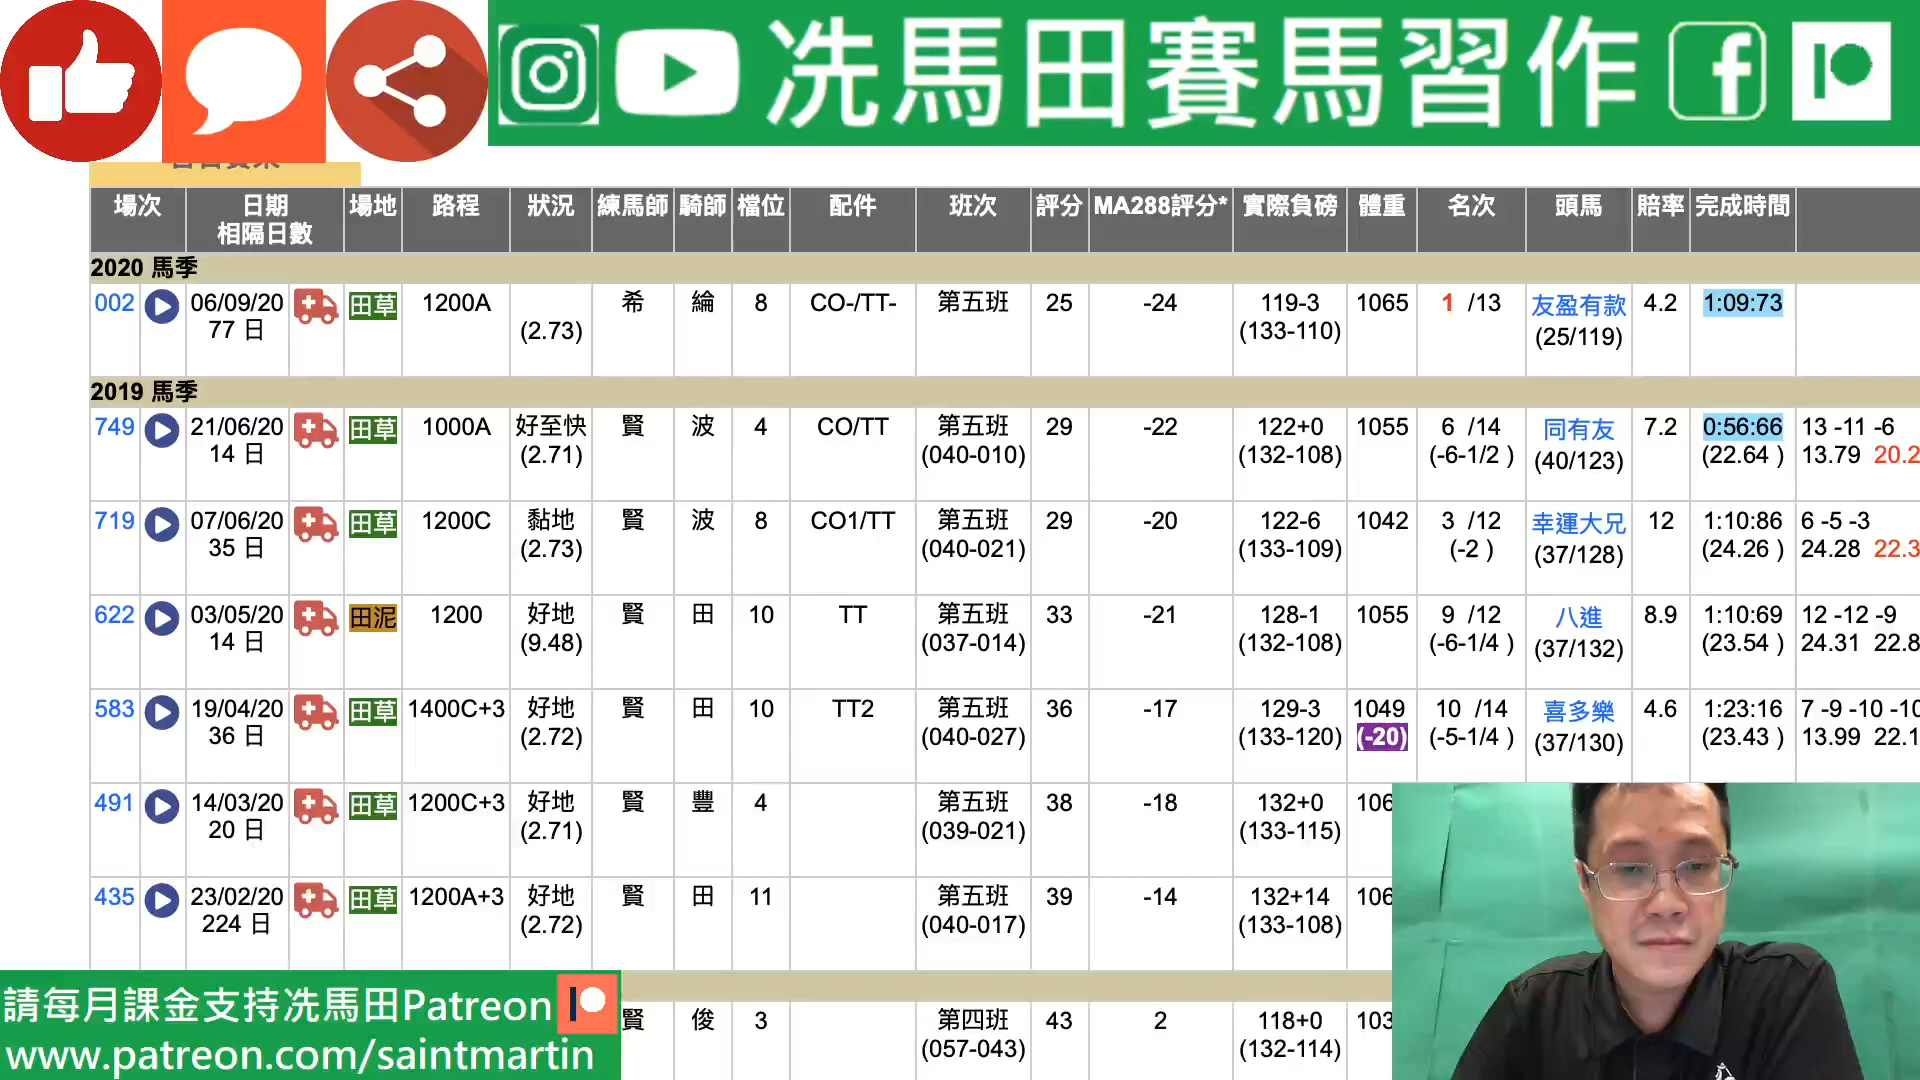 冼馬田賽馬習作
場次 日期 場地 路程 狀況 練馬師 騎師 檔位 配件 班次 評分 MA288評分* 實際負磅 體重 名次 頭馬 賠率 完成時間
相隔日數
2020 馬季
002 06/09/20 田草 1200A 希 綸 8 CO-/TT- 第五班 25 -24 119-3 1065 1 /13 友盈有款 4.2 1:09:73
77 日 (2.73) (133-110) (25/119)
2019 馬季
749 21/06/20 田草 1000A 好至快 賢 波 4 CO/TT 第五班 29 -22 122+0 1055 6 /14 同有友 7.2 0:56:66 13 -11 -6
14 日 (2.71) (040-010) (132-108) (-6-1/2 ) (40/123) (22.64 ) 13.79 20.2
719 07/06/20 田草 1200C 黏地 賢 波 8 CO1/TT 第五班 29 -20 122-6 1042 3 /12 幸運大兄 12 1:10:86 6 -5 -3
35 日 (2.73) (040-021) (133-109) (-2 ) (37/128) (24.26 ) 24.28 22.3
622 03/05/20 田泥 1200 好地 賢 田 10 TT 第五班 33 -21 128-1 1055 9 /12 八進 8.9 1:10:69 12 -12 -9
14 日 (9.48) (037-014) (132-108) (-6-1/4 ) (37/132) (23.54 ) 24.31 22.8
583 19/04/20 田草 1400C+3 好地 賢 田 10 TT2 第五班 36 -17 129-3 1049 10 /14 喜多樂 4.6 1:23:16 7 -9 -10 -10
36 日 (2.72) (040-027) (133-120) (-20) (-5-1/4 ) (37/130) (23.43 ) 13.99 22.1
491 14/03/20 田草 1200C+3 好地 賢 豐 4 第五班 38 -18 132+0 106
20 日 (2.71) (039-021) (133-115)
435 23/02/20 田草 1200A+3 好地 賢 田 11 第五班 39 -14 132+14 106
224 日 (2.72) (040-017) (133-108)
賢 俊 3 第四班 43 2 118+0 103
(057-043) (132-114)
請每月課金支持冼馬田Patreon
www.patreon.com/saintmartin